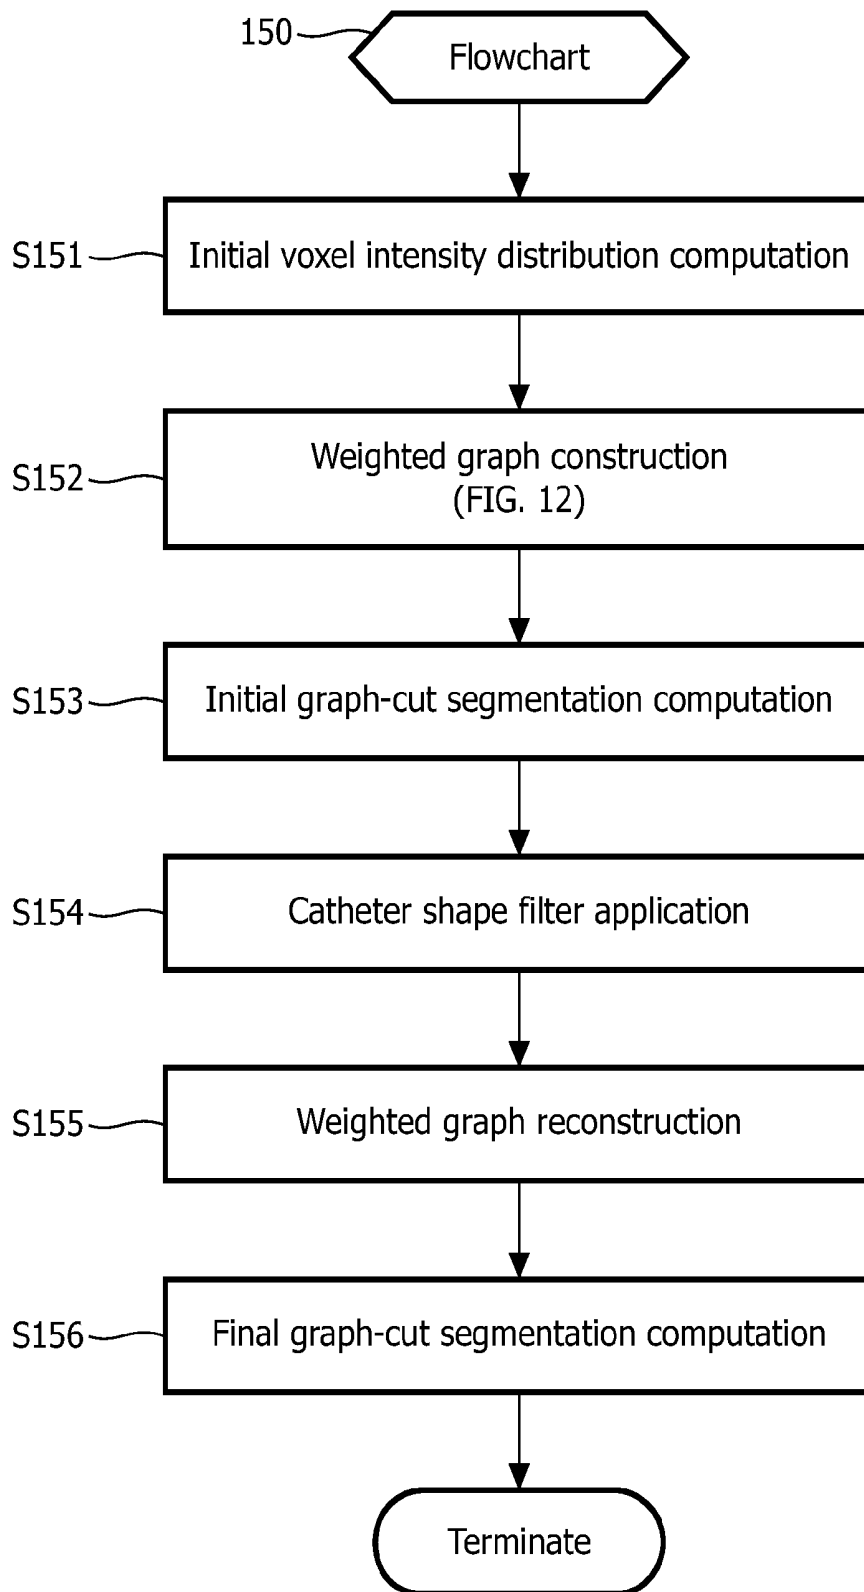 150
Flowchart
S151
Initial voxel intensity distribution computation
S152
Weighted graph construction
(FIG. 12)
S153
Initial graph-cut segmentation computation
S154
Catheter shape filter application
S155
Weighted graph reconstruction
S156
Final graph-cut segmentation computation
Terminate